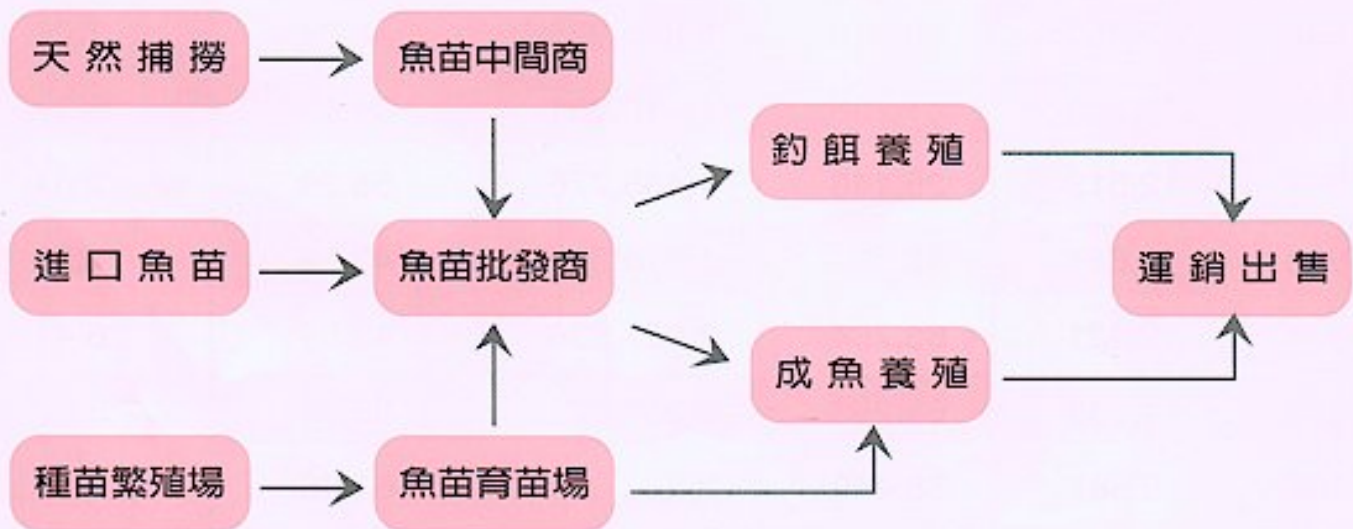 天然捕撈
魚苗中間商
釣餌養殖
進口魚苗
魚苗批發商
運銷出售
成魚養殖
種苗繁殖場
魚苗育苗場